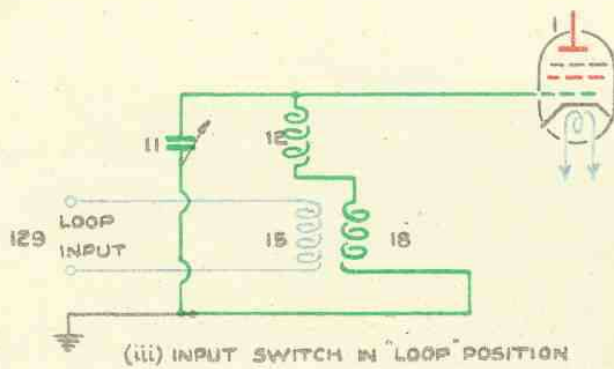 1
11
12
129 LOOP INPUT
15
18
(iii) INPUT SWITCH IN "LOOP" POSITION